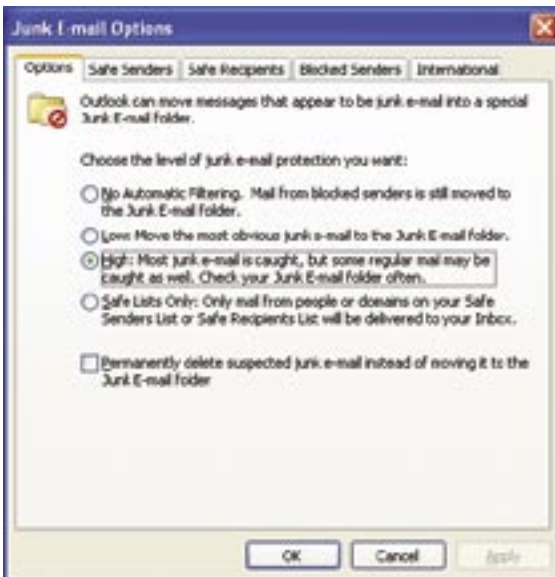 Junk E-mail Options
Options Safe Senders Safe Recipients Blocked Senders International
Outlook can move messages that appear to be junk e-mail into a special
Junk E-mail folder.
Choose the level of junk e-mail protection you want:
No Automatic Filtering. Mail from blocked senders is still moved to
the Junk E-mail folder.
Low: Move the most obvious junk e-mail to the Junk E-mail folder.
High: Most junk e-mail is caught, but some regular mail may be
caught as well. Check your Junk E-mail folder often.
Safe Lists Only: Only mail from people or domains on your Safe
Senders List or Safe Recipients List will be delivered to your Inbox.
Permanently delete suspected junk e-mail instead of moving it to the
Junk E-mail folder
OK Cancel Apply